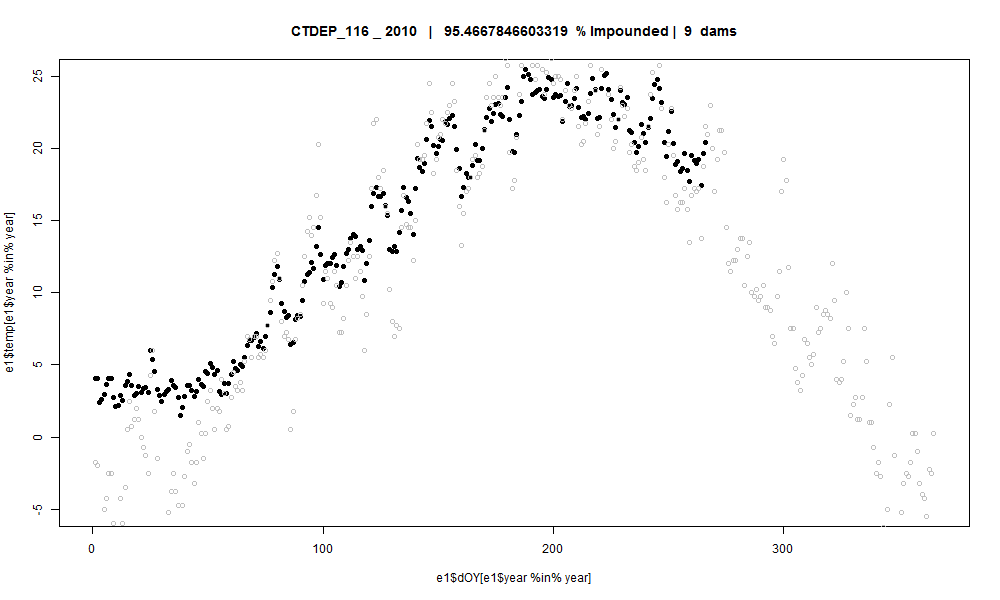 CTDEP_116 _ 2010 | 95.4667846603319 % Impounded | 9 dams
25
20
15
10
5
0
-5
e1$temp[e1$year %in% year]
0 100 200 300
e1$dOY[e1$year %in% year]